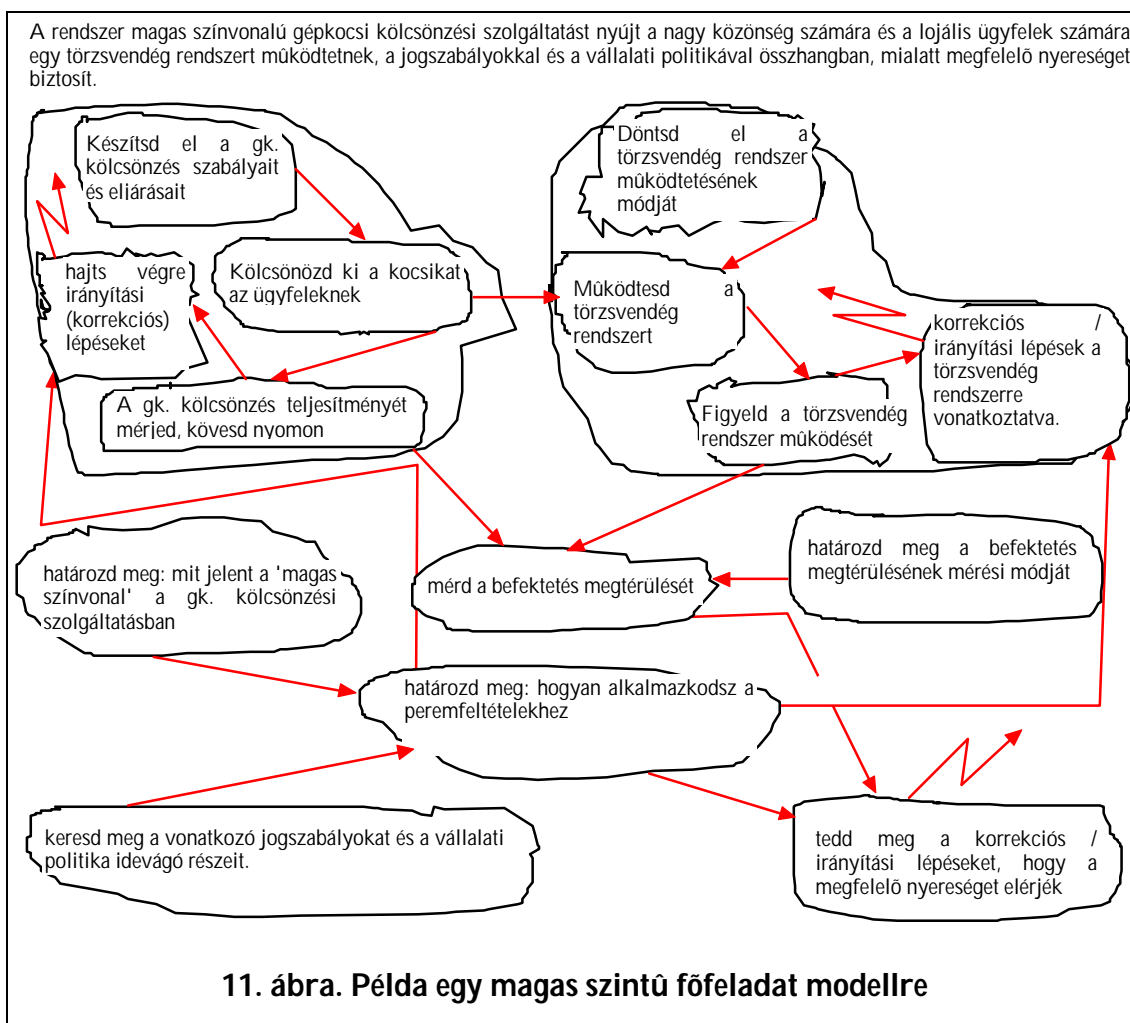 A rendszer magas színvonalú gépkocsi kölcsönzési szolgáltatást nyújt a nagy közönség számára és a lojális ügyfelek számára
egy törzsvendég rendszert mûködtetnek, a jogszabályokkal és a vállalati politikával összhangban, mialatt megfelelõ nyereséget
biztosít.
Készítsd el a gk.
kölcsönzés szabályait
és eljárásait
Döntsd el a
törzsvendég rendszer
mûködtetésének
módját
hajts végre
irányítási
(korrekciós)
lépéseket
Kölcsönözd ki a kocsikat
az ügyfeleknek
Mûködtesd a
törzsvendég
rendszert
korrekciós /
irányítási lépések a
törzsvendég
rendszerre
vonatkoztatva.
A gk. kölcsönzés teljesítményét
mérjed, kövesd nyomon
Figyeld a törzsvendég
rendszer mûködését
határozd meg: mit jelent a 'magas
színvonal' a gk. kölcsönzési
szolgáltatásban
mérd a befektetés megtérülését
határozd meg a befektetés
megtérülésének mérési módját
határozd meg: hogyan alkalmazkodsz a
peremfeltételekhez
keresd meg a vonatkozó jogszabályokat és a vállalati
politika idevágó részeit.
tedd meg a korrekciós /
irányítási lépéseket, hogy a
megfelelõ nyereséget elérjék
11. ábra. Példa egy magas szintû fõfeladat modellre